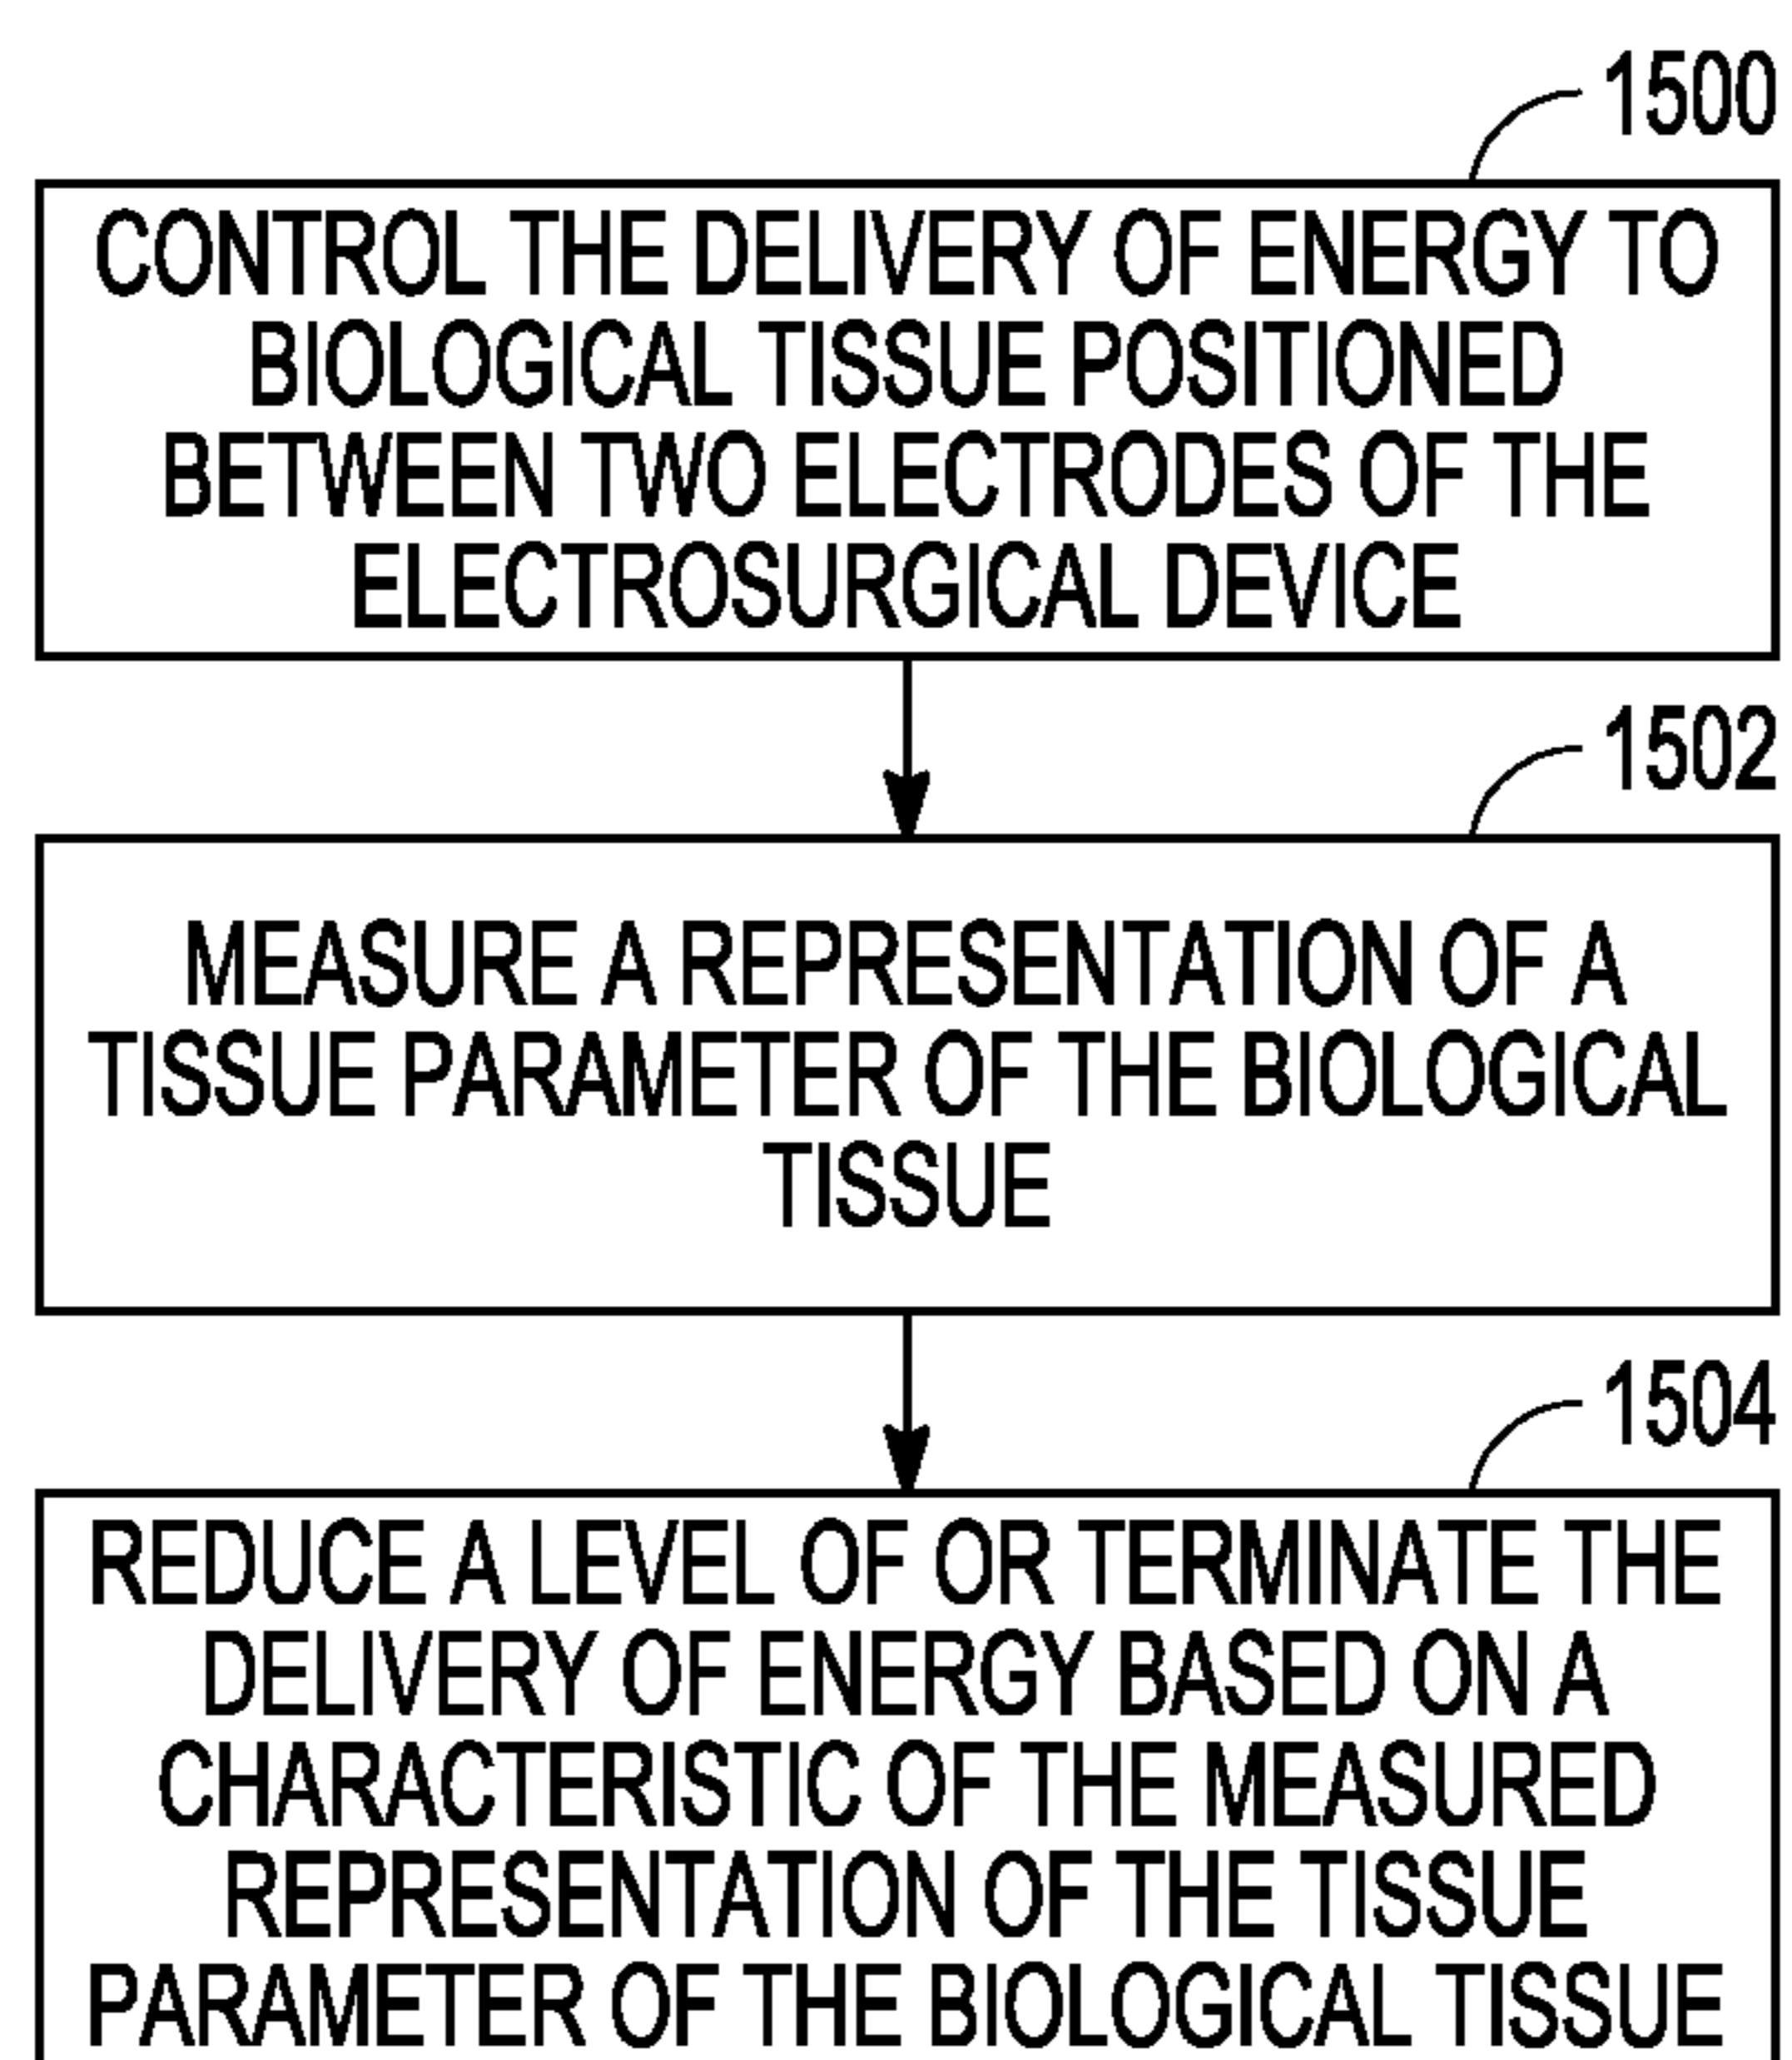 1500
CONTROL THE DELIVERY OF ENERGY TO
BIOLOGICAL TISSUE POSITIONED
BETWEEN TWO ELECTRODES OF THE
ELECTROSURGICAL DEVICE
1502
MEASURE A REPRESENTATION OF A
TISSUE PARAMETER OF THE BIOLOGICAL
TISSUE
1504
REDUCE A LEVEL OF OR TERMINATE THE
DELIVERY OF ENERGY BASED ON A
CHARACTERISTIC OF THE MEASURED
REPRESENTATION OF THE TISSUE
PARAMETER OF THE BIOLOGICAL TISSUE